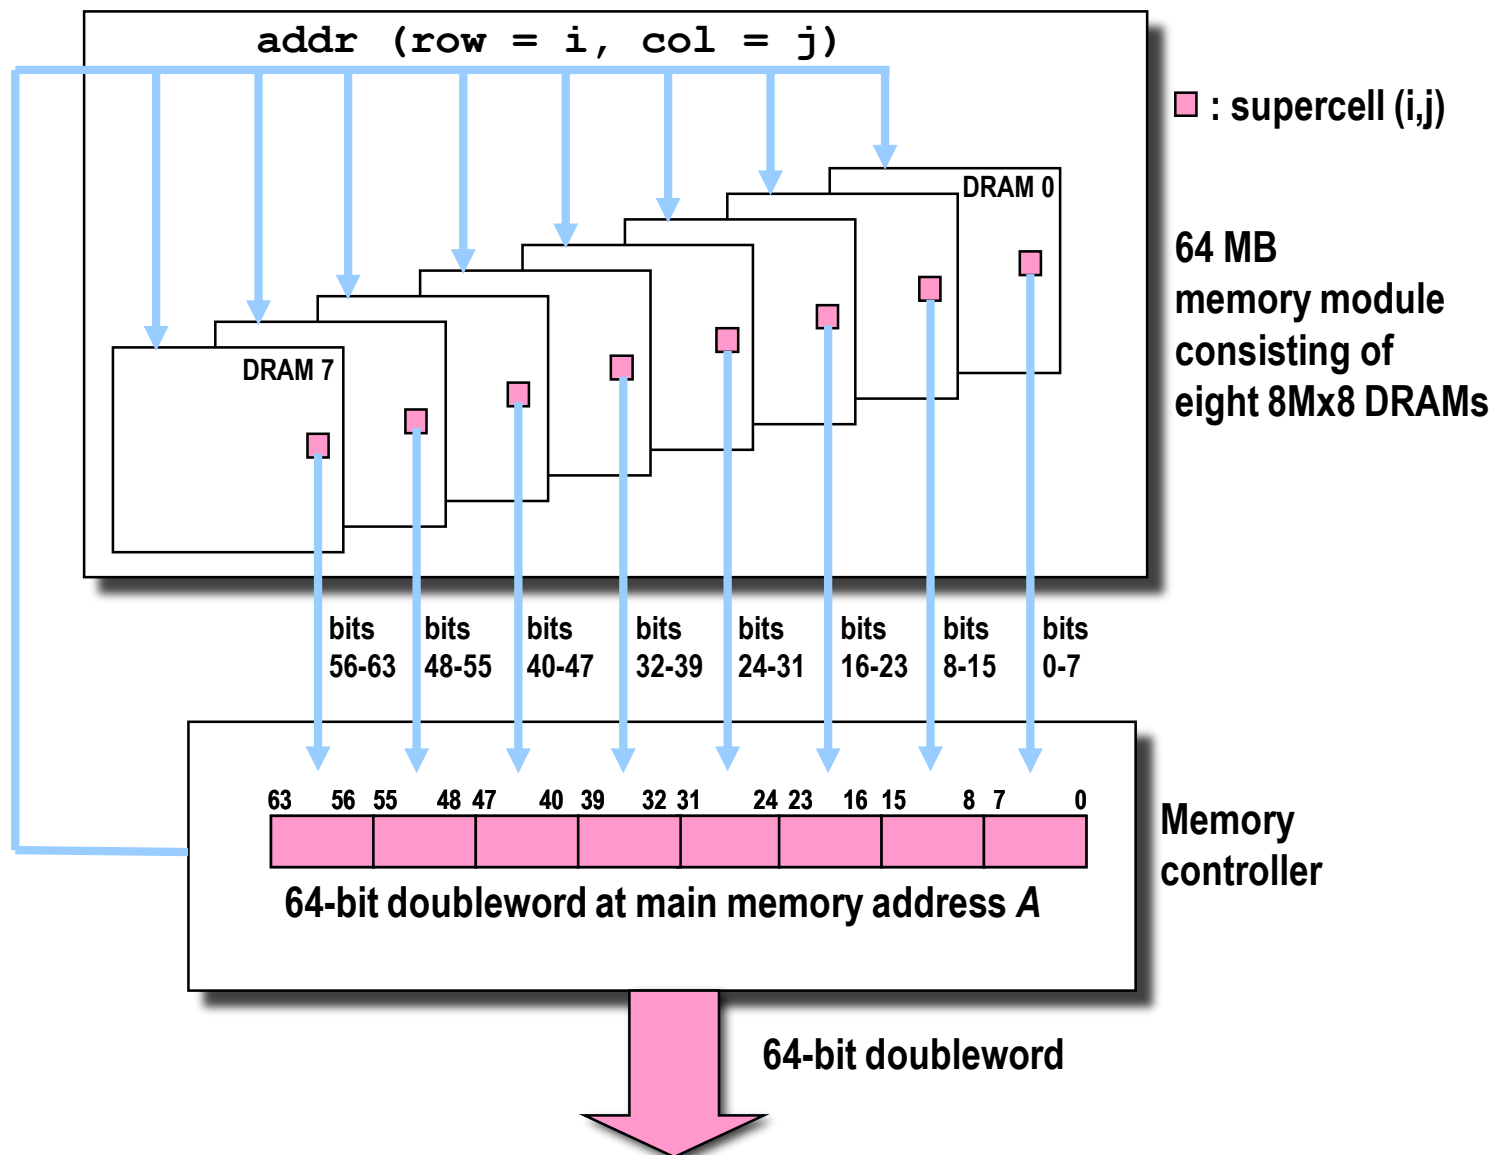 addr (row = i, col = j)
: supercell (i,j)
DRAM 0
64 MB
memory module
consisting of
eight 8Mx8 DRAMs
DRAM 7
bits
56-63
bits
48-55
bits
40-47
bits
32-39
bits
24-31
bits
16-23
bits
8-15
bits
0-7
63 56 55 48 47 40 39 32 31 24 23 16 15 8 7 0
64-bit doubleword at main memory address A
Memory
controller
64-bit doubleword